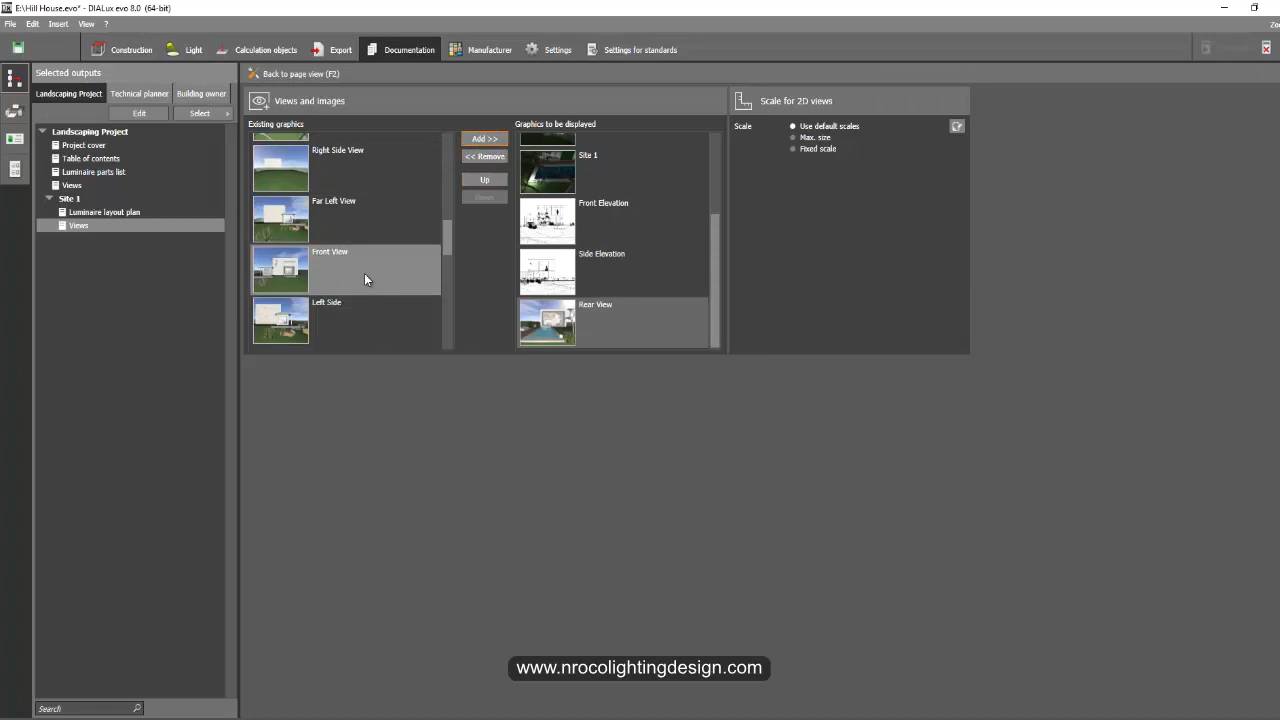 E:\Hill House.evo* - DIALux evo 8.0 (64-bit)
File Edit Insert View ?
Construction Light Calculation objects Export Documentation Manufacturer Settings Settings for standards
Selected outputs
Back to page view (F2)
Landscaping Project Technical planner Building owner
Edit Select
Landscaping Project
Project cover
Table of contents
Luminaire parts list
Views
Site 1
Luminaire layout plan
Views
Views and images
Existing graphics
Graphics to be displayed
Right Side View
Far Left View
Front View
Left Side
Add >>
<< Remove
Up
Down
Site 1
Front Elevation
Side Elevation
Rear View
Scale for 2D views
Scale
Use default scales
Max. size
Fixed scale
www.nrocolightingdesign.com
Search